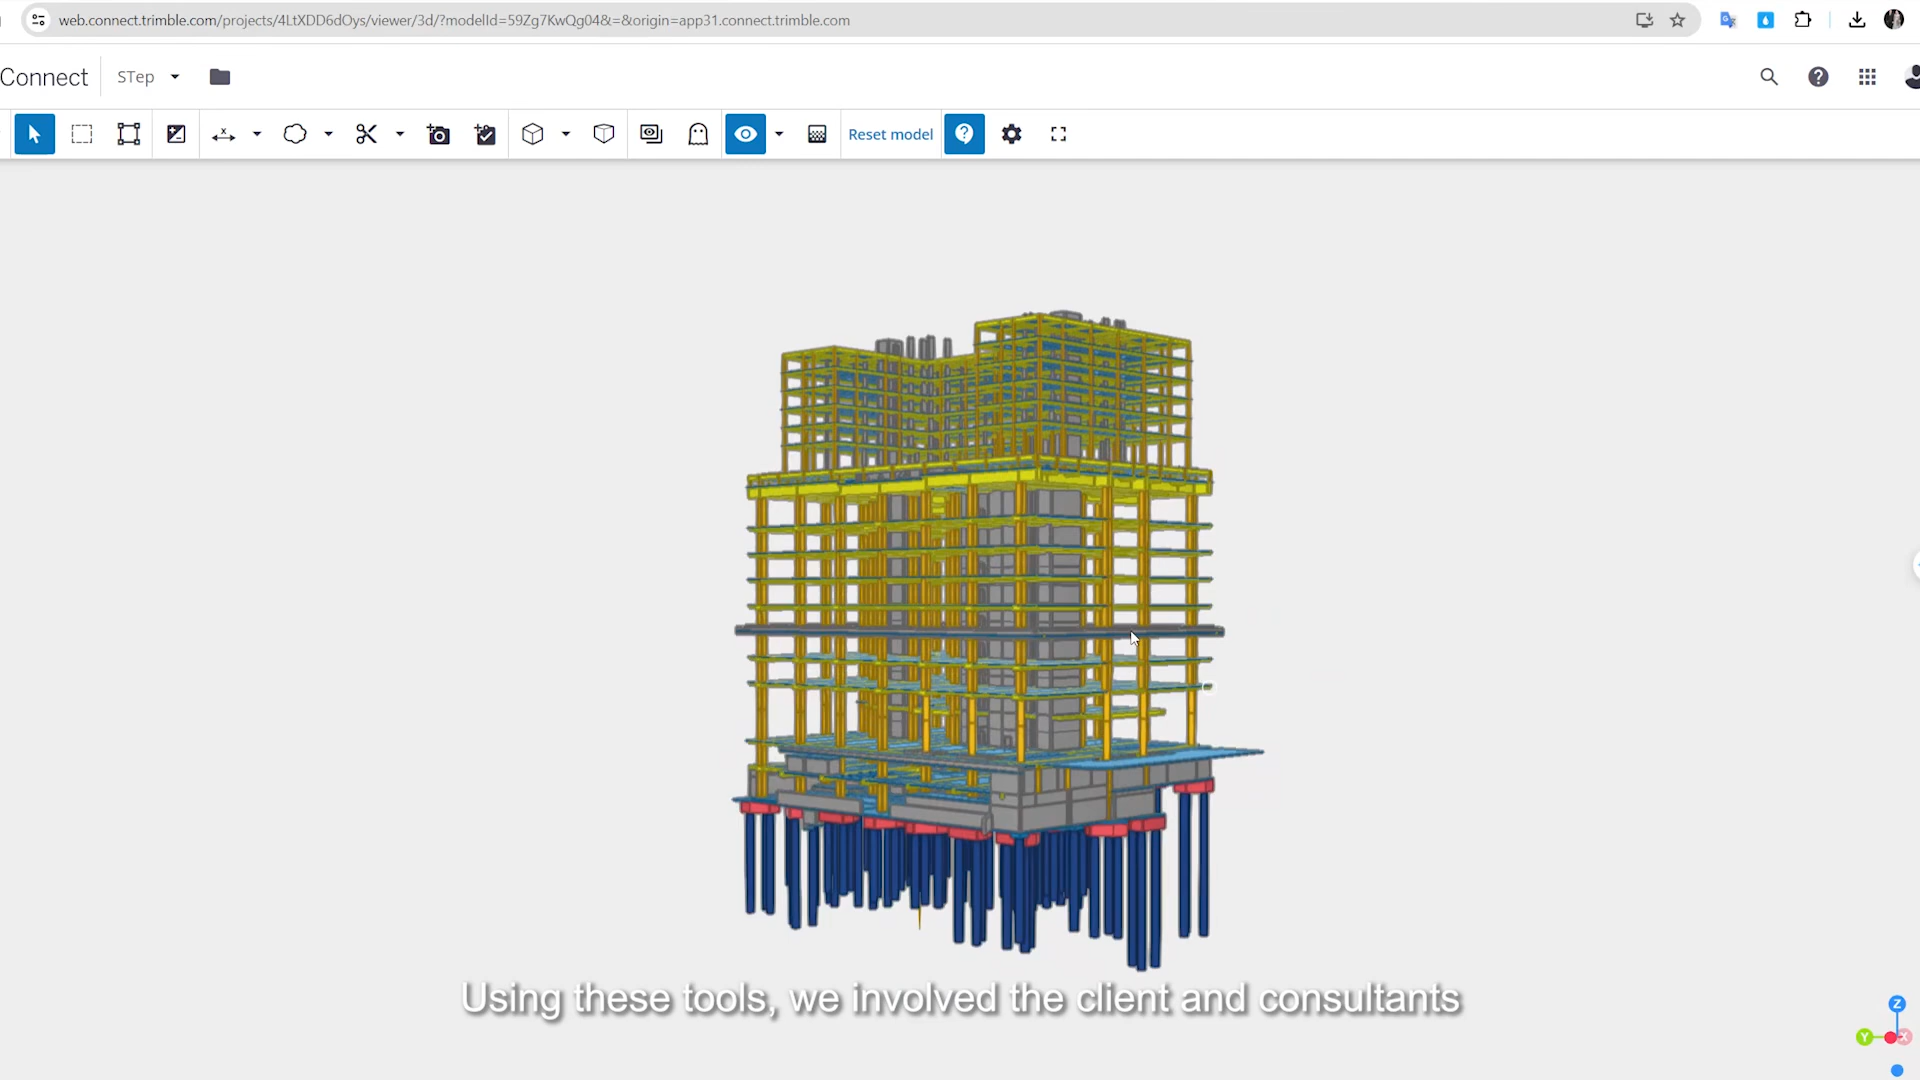 web.connect.trimble.com/projects/4LtXDD6dOys/viewer/3d/?modelId=59Zg7KwQg04&=&origin=app31.connect.trimble.com
Connect
STep
Reset model
Using these tools, we involved the client and consultants
Z
Y
X